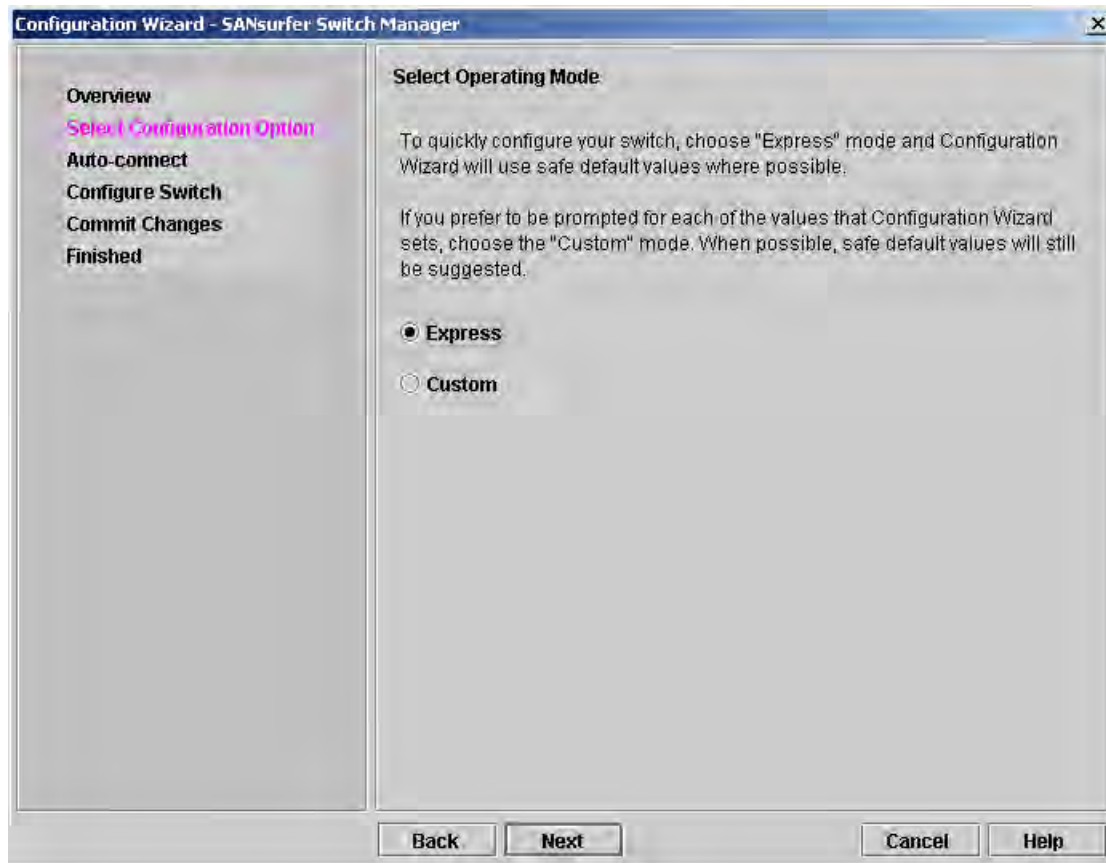 Configuration Wizard - SANsurfer Switch Manager
Overview
Select Configuration Option
Auto-connect
Configure Switch
Commit Changes
Finished
Select Operating Mode
To quickly configure your switch, choose "Express" mode and Configuration
Wizard will use safe default values where possible.
If you prefer to be prompted for each of the values that Configuration Wizard
sets, choose the "Custom" mode. When possible, safe default values will still
be suggested.
Express
Custom
Back
Next
Cancel
Help